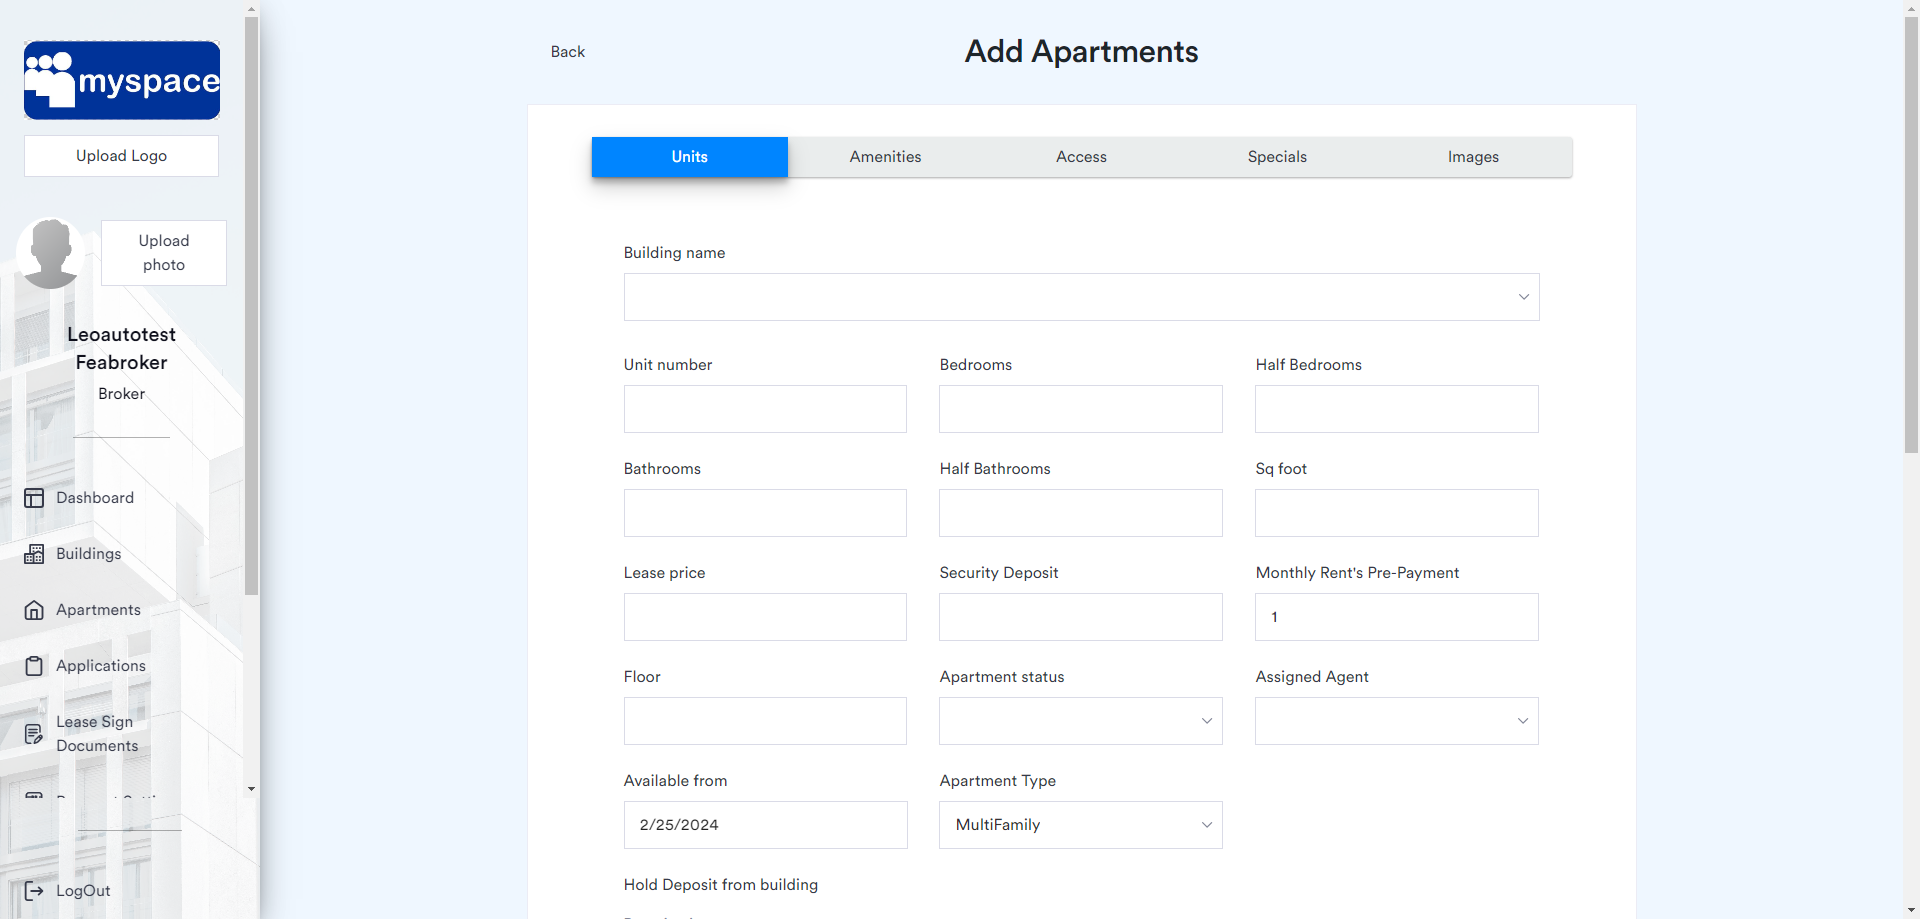 myspace
Upload Logo
Upload
photo
Leoautotest
Feabroker
Broker
Dashboard
Buildings
Apartments
Applications
Lease Sign
Documents
LogOut
Back
Add Apartments
Units
Amenities
Access
Specials
Images
Building name
Unit number
Bedrooms
Half Bedrooms
Bathrooms
Half Bathrooms
Sq foot
Lease price
Security Deposit
Monthly Rent's Pre-Payment
1
Floor
Apartment status
Assigned Agent
Available from
Apartment Type
2/25/2024
MultiFamily
Hold Deposit from building